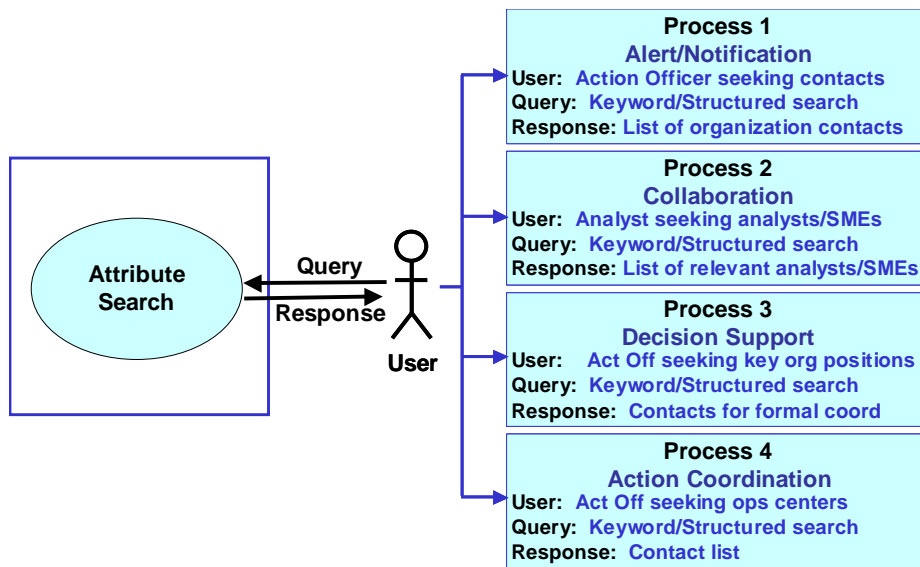 Attribute
Search
Query
Response
User
Process 1
Alert/Notification
User: Action Officer seeking contacts
Query: Keyword/Structured search
Response: List of organization contacts
Process 2
Collaboration
User: Analyst seeking analysts/SMEs
Query: Keyword/Structured search
Response: List of relevant analysts/SMEs
Process 3
Decision Support
User: Act Off seeking key org positions
Query: Keyword/Structured search
Response: Contacts for formal coord
Process 4
Action Coordination
User: Act Off seeking ops centers
Query: Keyword/Structured search
Response: Contact list